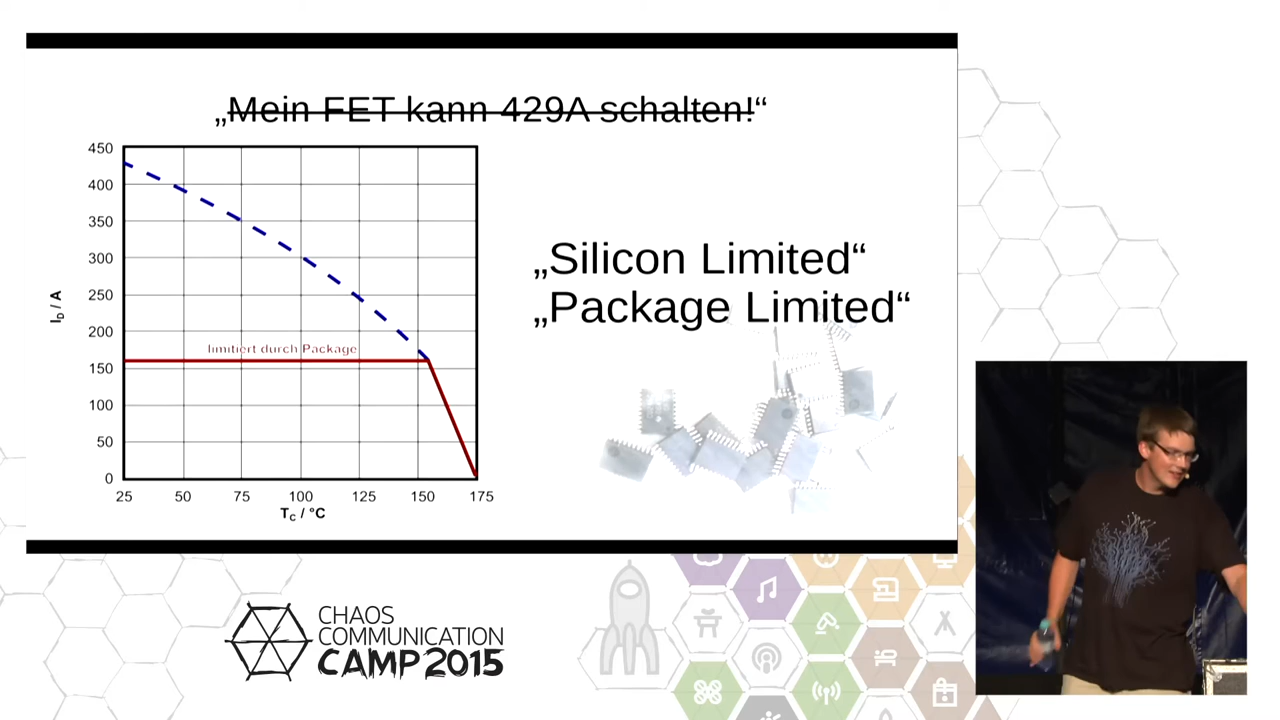 „Mein FET kann 429A schalten!“
450
400
350
300
250
200
150
100
50
0
I_D / A
limitiert durch Package
25 50 75 100 125 150 175
T_C / °C
„Silicon Limited“
„Package Limited“
CHAOS
COMMUNICATION
CAMP 2015